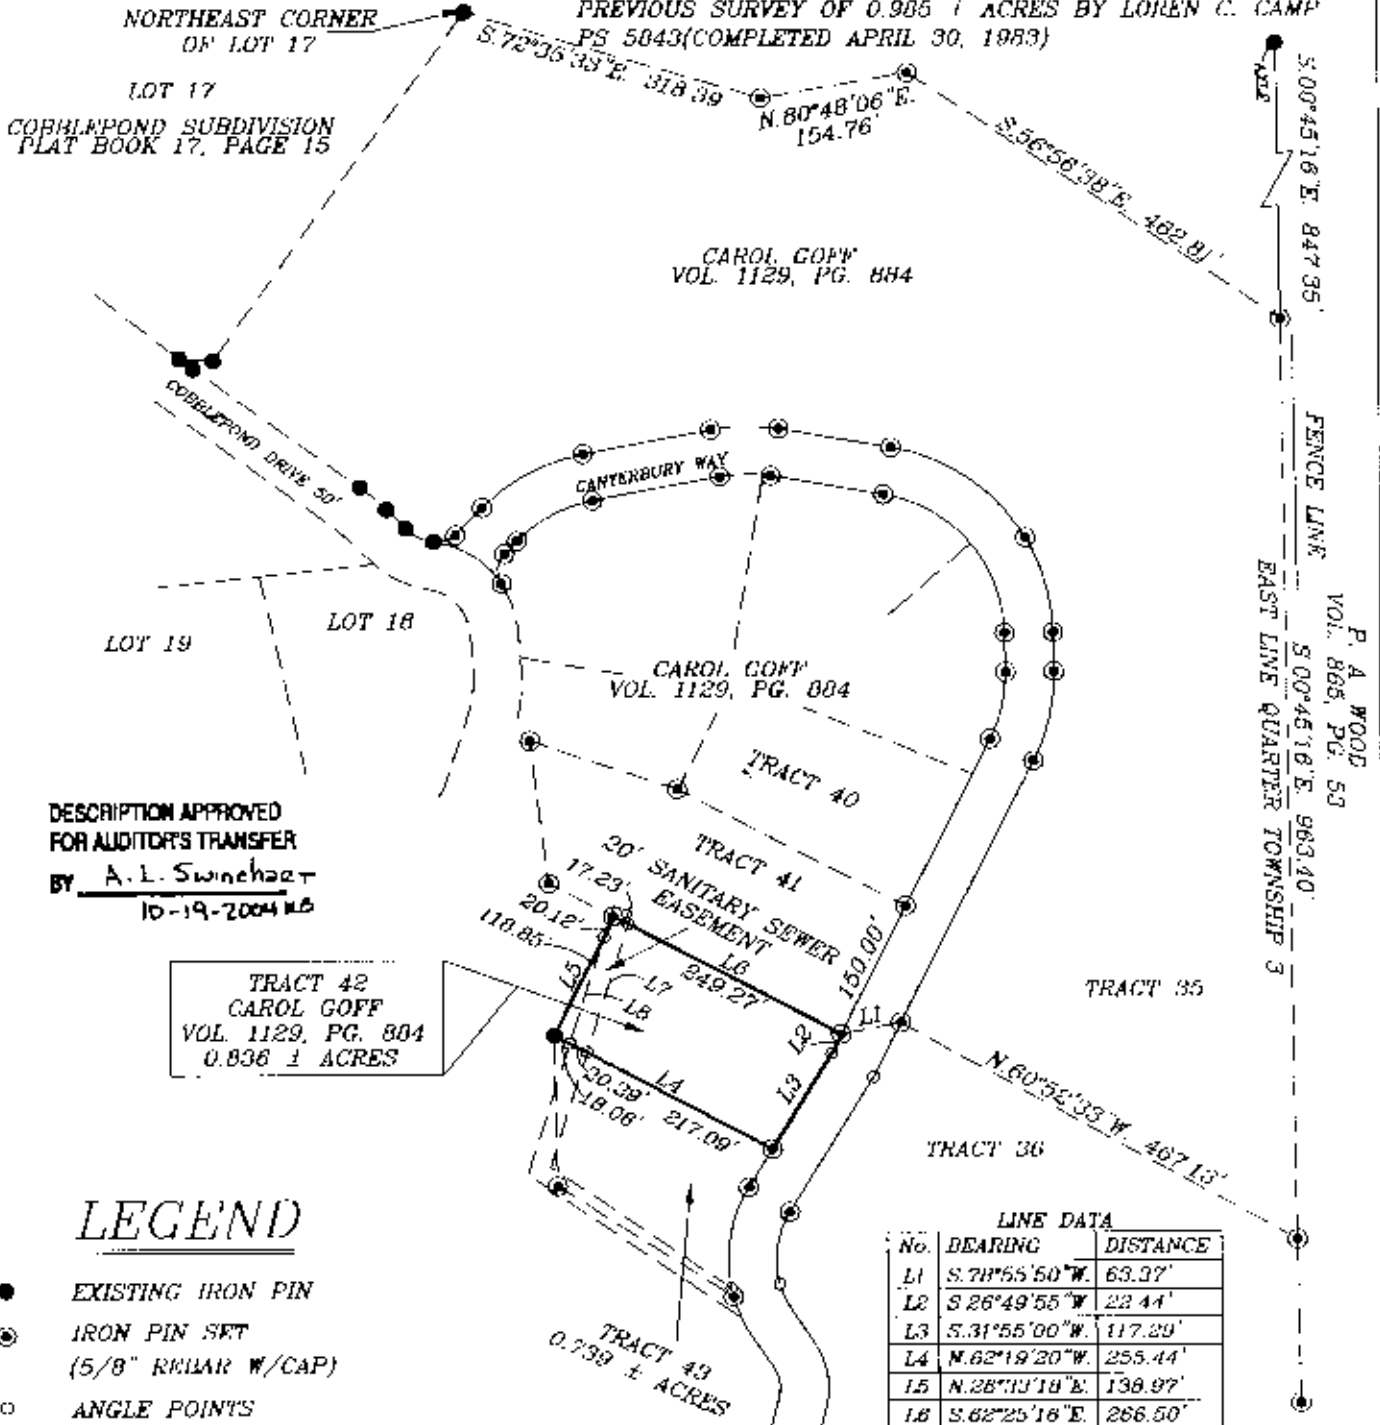 PREVIOUS SURVEY OF 0.985 ± ACRES BY LOREN C. CAMP
PS 5843(COMPLETED APRIL 30, 1983)
NORTHEAST CORNER
OF LOT 17
LOT 17
COBBLEPOND SUBDIVISION
PLAT BOOK 17, PAGE 15
S.72°35'33"E. 318.39
N.80°48'06"E.
154.76'
S.56°56'38"E. 462.81'
S.00°45'16"E. 847.35'
CAROL GOFF
VOL. 1129, PG. 884
COBBLEPOND DRIVE 50'
CANTERBURY WAY
FENCE LINE
S.00°45'16"E. 963.40'
EAST LINE QUARTER TOWNSHIP 3
P. A. WOOD
VOL. 885, PG. 53
LOT 19
LOT 18
CAROL GOFF
VOL. 1129, PG. 884
TRACT 40
TRACT 41
DESCRIPTION APPROVED
FOR AUDITOR'S TRANSFER
BY A.L. Swinehart
10-19-2004
20' SANITARY SEWER
EASEMENT
17.23'
20.12'
118.85'
L5
L6
249.27'
L7
L8
150.00'
L1
L2
L3
L4
20.39'
18.06'
217.09'
TRACT 42
CAROL GOFF
VOL. 1129, PG. 884
0.836 ± ACRES
TRACT 35
N.60°52'33"W. 467.13'
TRACT 36
TRACT 43
0.739 ± ACRES
LEGEND
EXISTING IRON PIN
IRON PIN SET
(5/8" REBAR W/CAP)
ANGLE POINTS
LINE DATA
No. BEARING DISTANCE
L1 S.78°55'50"W. 63.37'
L2 S.26°49'55"W 22.44'
L3 S.31°55'00"W. 117.29'
L4 N.62°19'20"W. 255.44'
L5 N.26°33'18"E. 138.97'
L6 S.62°25'16"E. 266.50'